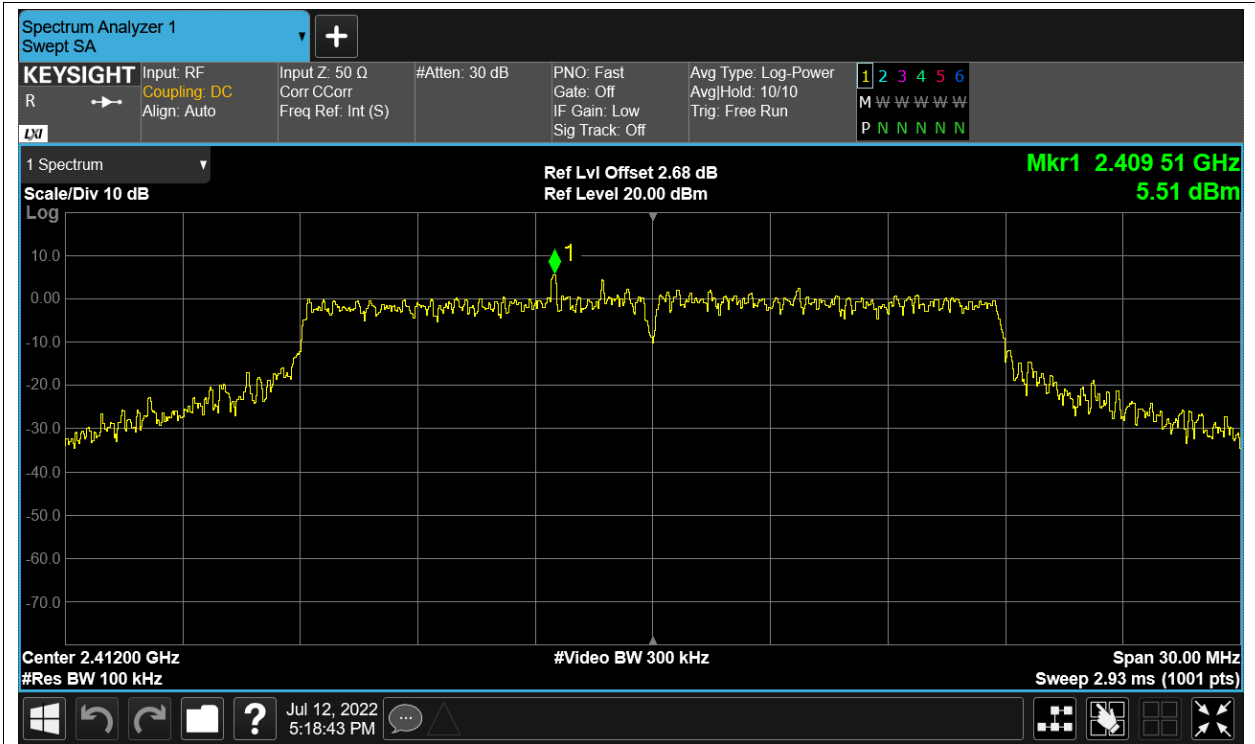 Spectrum Analyzer 1
Swept SA
KEYSIGHT
R
LXI
Input: RF
Coupling: DC
Align: Auto
Input Z: 50 Ω
Corr CCorr
Freq Ref: Int (S)
#Atten: 30 dB
PNO: Fast
Gate: Off
IF Gain: Low
Sig Track: Off
Avg Type: Log-Power
Avg|Hold: 10/10
Trig: Free Run
1 2 3 4 5 6
M W W W W W
P N N N N N
1 Spectrum
Scale/Div 10 dB
Log
Ref Lvl Offset 2.68 dB
Ref Level 20.00 dBm
Mkr1 2.409 51 GHz
5.51 dBm
1
10.0
0.00
-10.0
-20.0
-30.0
-40.0
-50.0
-60.0
-70.0
Center 2.41200 GHz
#Res BW 100 kHz
#Video BW 300 kHz
Span 30.00 MHz
Sweep 2.93 ms (1001 pts)
?
Jul 12, 2022
5:18:43 PM